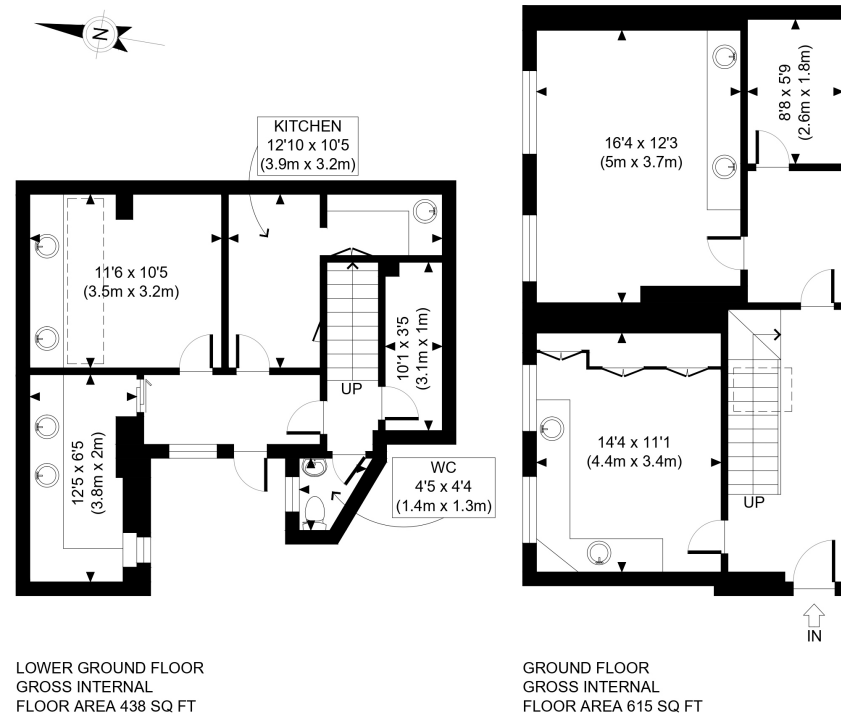 N
KITCHEN
12'10 x 10'5
(3.9m x 3.2m)
11'6 x 10'5
(3.5m x 3.2m)
UP
10'1 x 3'5
(3.1m x 1m)
12'5 x 6'5
(3.8m x 2m)
WC
4'5 x 4'4
(1.4m x 1.3m)
LOWER GROUND FLOOR
GROSS INTERNAL
FLOOR AREA 438 SQ FT
16'4 x 12'3
(5m x 3.7m)
8'8 x 5'9
(2.6m x 1.8m)
14'4 x 11'1
(4.4m x 3.4m)
UP
IN
GROUND FLOOR
GROSS INTERNAL
FLOOR AREA 615 SQ FT